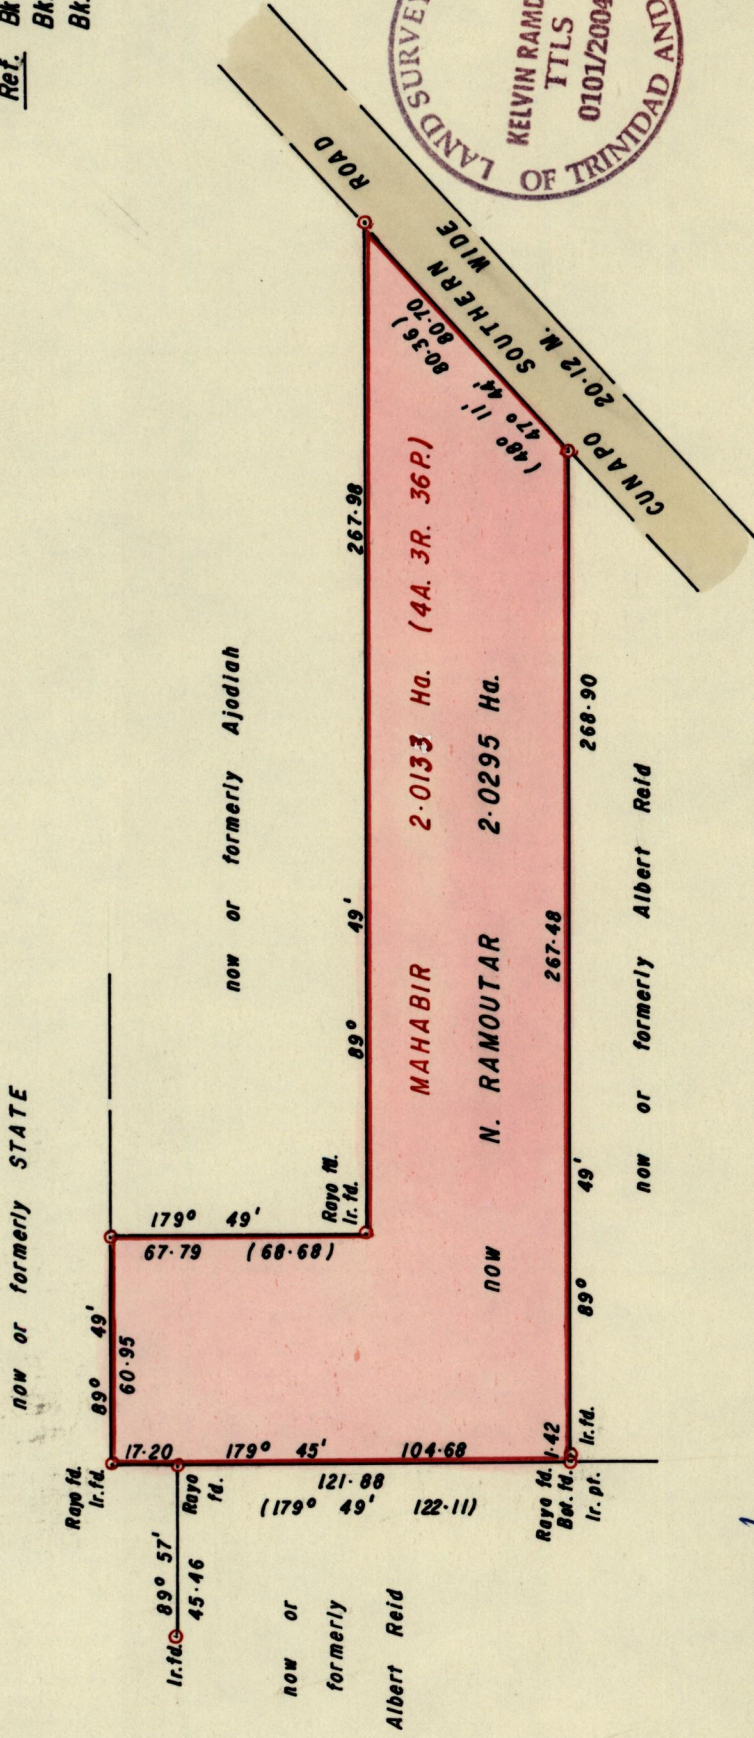 Ref. Bk
Bk.
Bk.
LAND SURVE
OF TRINIDAD AND
KELVIN RAMD
TTLS
0101/2004
CUNAPO SOUTHERN ROAD
20·12 M. WIDE
now or formerly STATE
now or formerly Ajodiah
89° 49' 267·98
80·36)
80·70
(48° 11'
47° 44'
MAHABIR 2·0133 Ha. (4A. 3R. 36P.)
now N. RAMOUTAR 2·0295 Ha.
267·48
89° 49' 268·90
now or formerly Albert Reid
179° 49'
67·79 (68·68)
Rayo fd.
Ir. fd.
89° 49'
60·95
17·20 179° 45' 104·68
1·42
121·88
(179° 49' 122·11)
Rayo fd.
Ir. fd.
Rayo
fd.
Rayo fd.
Bal. fd.
Ir. pt.
Ir. fd.
89° 57'
45·46
Ir. fd.
now or
formerly
Albert Reid